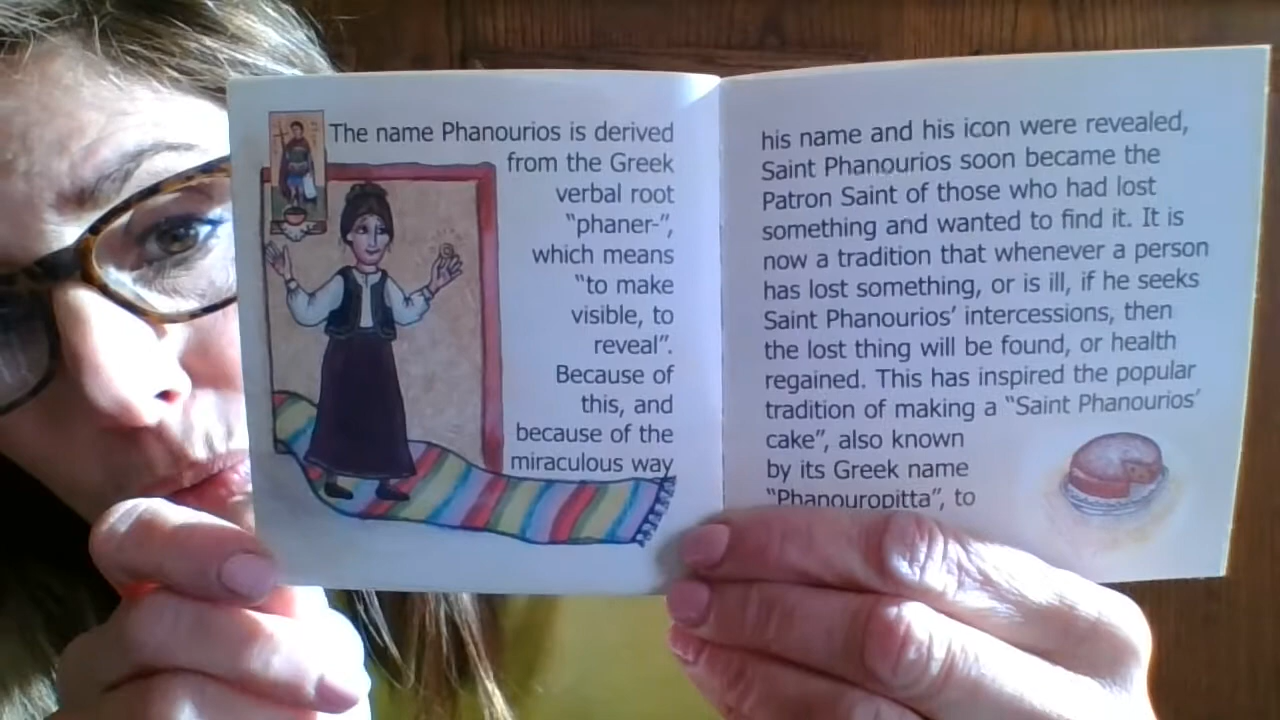 The name Phanourios is derived
from the Greek
verbal root
“phaner-”,
which means
“to make
visible, to
reveal”.
Because of
this, and
because of the
miraculous way
his name and his icon were revealed,
Saint Phanourios soon became the
Patron Saint of those who had lost
something and wanted to find it. It is
now a tradition that whenever a person
has lost something, or is ill, if he seeks
Saint Phanourios’ intercessions, then
the lost thing will be found, or health
regained. This has inspired the popular
tradition of making a “Saint Phanourios’
cake”, also known
by its Greek name
“Phanouropitta”, to